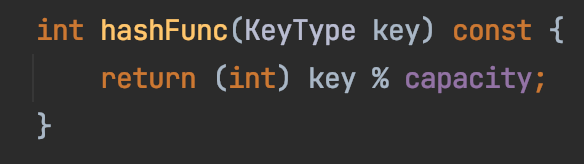 int hashFunc(KeyType key) const {
    return (int) key % capacity;
}